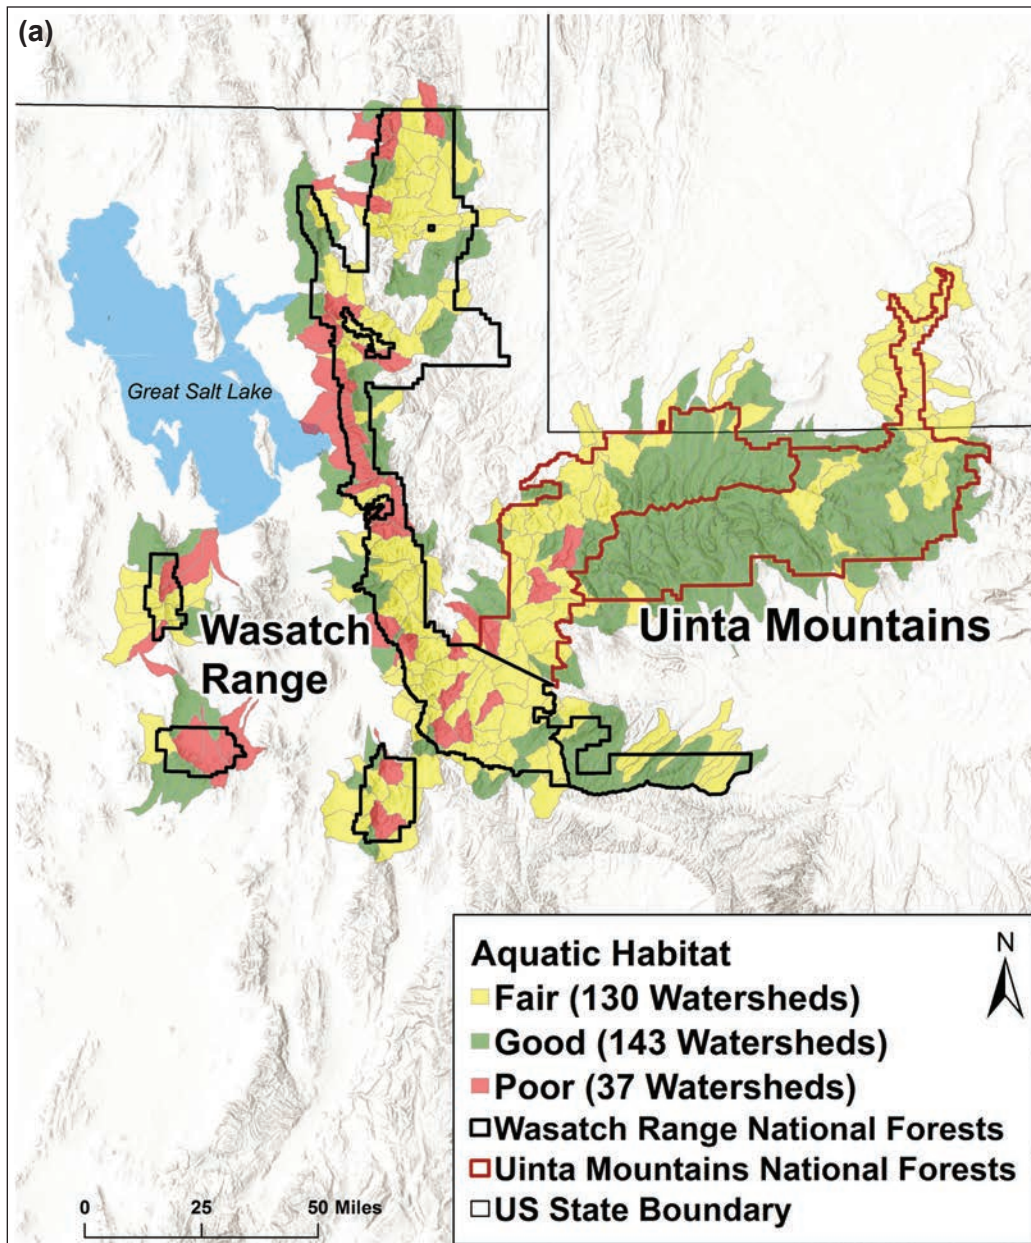 (a)
Great Salt Lake
Wasatch
Range
Uinta Mountains
Aquatic Habitat
Fair (130 Watersheds)
Good (143 Watersheds)
Poor (37 Watersheds)
Wasatch Range National Forests
Uinta Mountains National Forests
US State Boundary
N
0 25 50 Miles